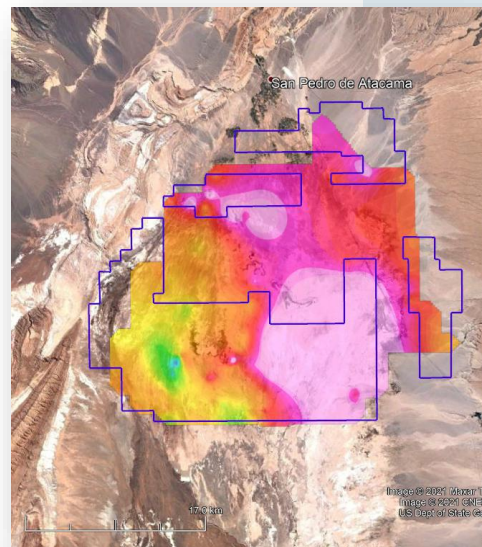 San Pedro de Atacama
Image © 2021 Maxar T
Image © 2021 CNE
US Dept of State G
17.0 km